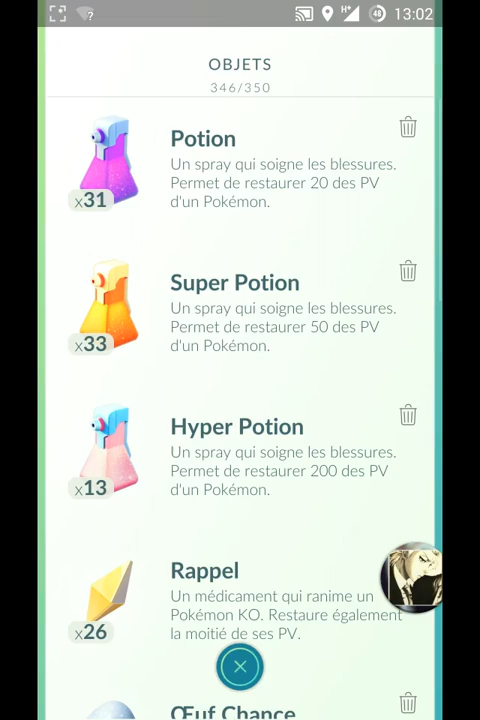 H+ 48 13:02
OBJETS
346/350
Potion
Un spray qui soigne les blessures.
Permet de restaurer 20 des PV
d'un Pokémon.
x31
Super Potion
Un spray qui soigne les blessures.
Permet de restaurer 50 des PV
d'un Pokémon.
x33
Hyper Potion
Un spray qui soigne les blessures.
Permet de restaurer 200 des PV
d'un Pokémon.
x13
Rappel
Un médicament qui ranime un
Pokémon KO. Restaure également
la moitié de ses PV.
x26
Œuf Chance